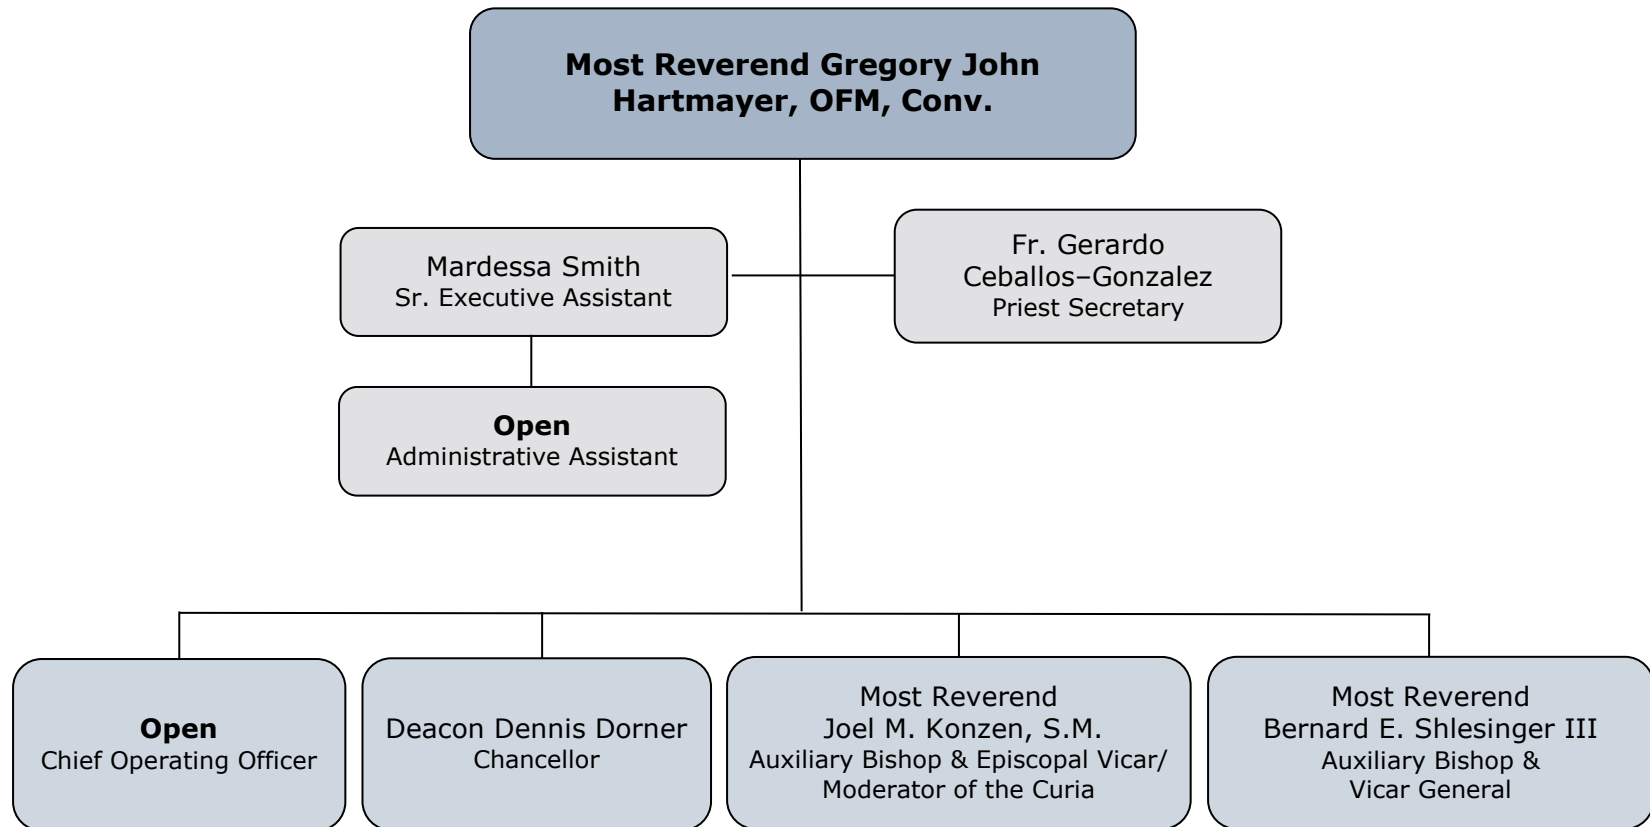 Most Reverend Gregory John
Hartmayer, OFM, Conv.
Mardessa Smith
Sr. Executive Assistant
Fr. Gerardo
Ceballos–Gonzalez
Priest Secretary
Open
Administrative Assistant
Open
Chief Operating Officer
Deacon Dennis Dorner
Chancellor
Most Reverend
Joel M. Konzen, S.M.
Auxiliary Bishop & Episcopal Vicar/
Moderator of the Curia
Most Reverend
Bernard E. Shlesinger III
Auxiliary Bishop &
Vicar General